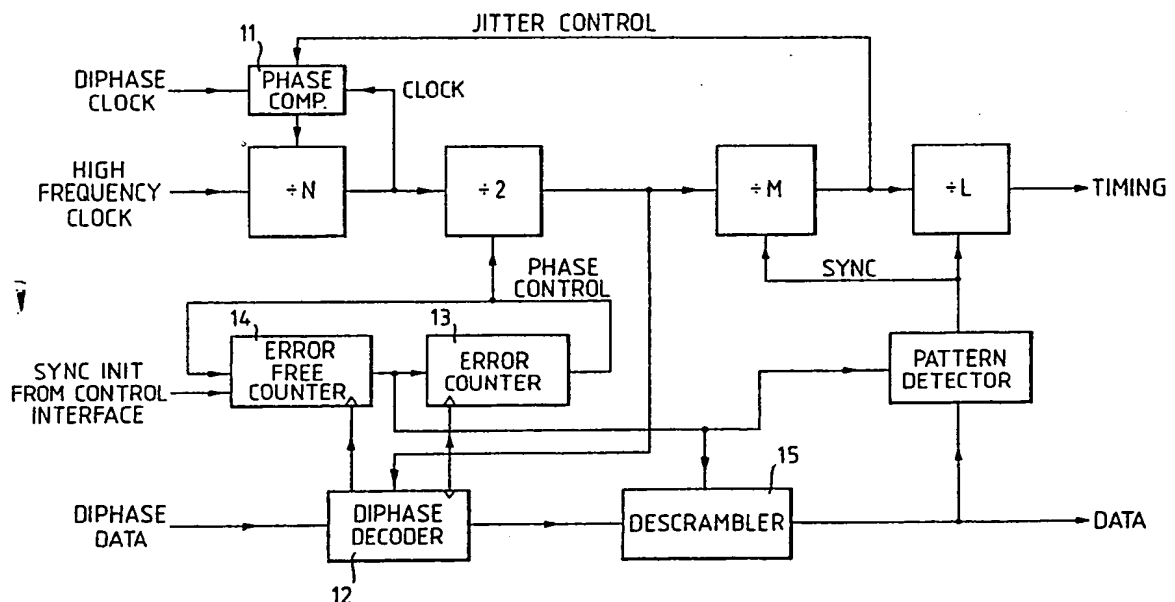 JITTER CONTROL
11
DIPHASE
CLOCK
PHASE
COMP.
CLOCK
HIGH
FREQUENCY
CLOCK
÷N
÷2
÷M
÷L
TIMING
SYNC
PHASE
CONTROL
14
13
ERROR
FREE
COUNTER
ERROR
COUNTER
PATTERN
DETECTOR
SYNC INIT
FROM CONTROL
INTERFACE
15
DIPHASE
DATA
DIPHASE
DECODER
DESCRAMBLER
DATA
12